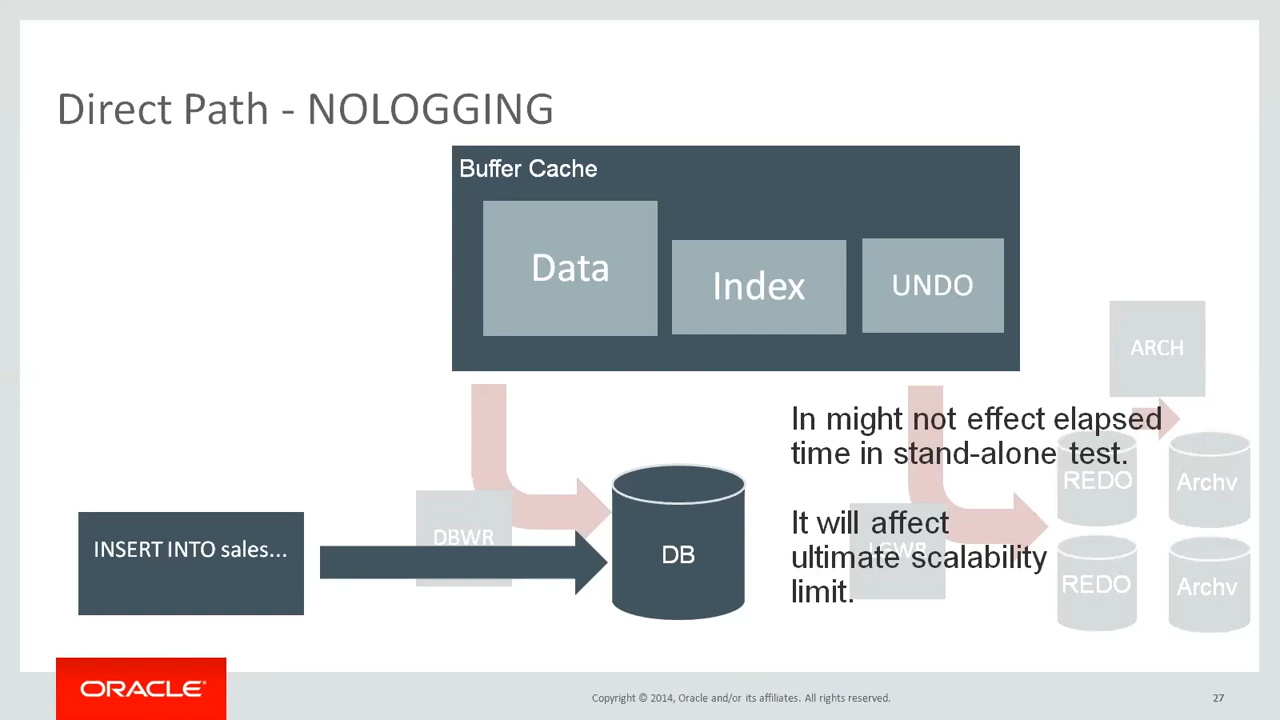 Direct Path - NOLOGGING
Buffer Cache
Data
Index
UNDO
ARCH
In might not effect elapsed
time in stand-alone test.
It will affect
ultimate scalability
limit.
REDO
Archv
REDO
Archv
INSERT INTO sales...
DBWR
DB
LGWR
ORACLE®
Copyright © 2014, Oracle and/or its affiliates. All rights reserved.
27